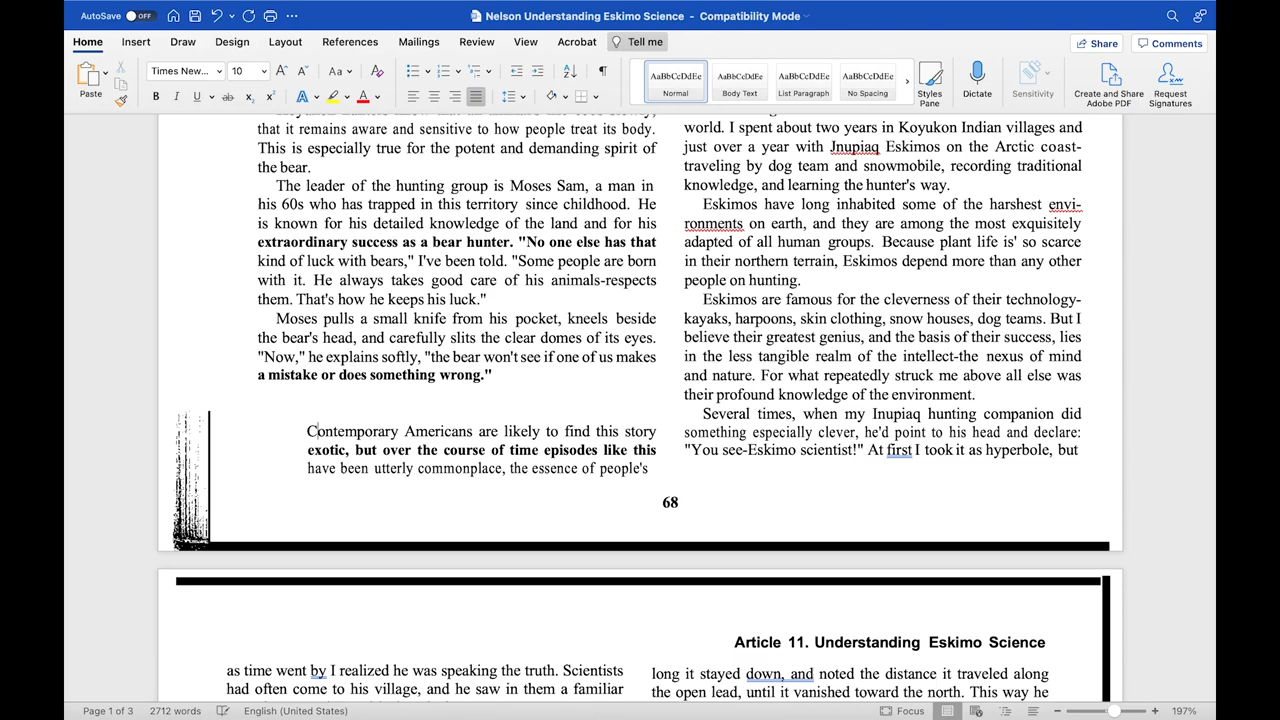 AutoSave OFF
Nelson Understanding Eskimo Science - Compatibility Mode
Home Insert Draw Design Layout References Mailings Review View Acrobat Tell me
Share Comments
Paste
Times New... 10
Aa
B I U ab x₂ x² A A
AaBbCcDdEe AaBbCcDdEe AaBbCcDdEe AaBbCcDdEe
Normal Body Text List Paragraph No Spacing
Styles Pane
Dictate
Sensitivity
Create and Share Adobe PDF
Request Signatures
that it remains aware and sensitive to how people treat its body.
This is especially true for the potent and demanding spirit of
the bear.
The leader of the hunting group is Moses Sam, a man in
his 60s who has trapped in this territory since childhood. He
is known for his detailed knowledge of the land and for his
extraordinary success as a bear hunter. "No one else has that
kind of luck with bears," I've been told. "Some people are born
with it. He always takes good care of his animals-respects
them. That's how he keeps his luck."
Moses pulls a small knife from his pocket, kneels beside
the bear's head, and carefully slits the clear domes of its eyes.
"Now," he explains softly, "the bear won't see if one of us makes
a mistake or does something wrong."
Contemporary Americans are likely to find this story
exotic, but over the course of time episodes like this
have been utterly commonplace, the essence of people's
world. I spent about two years in Koyukon Indian villages and
just over a year with Jnupiaq Eskimos on the Arctic coast-
traveling by dog team and snowmobile, recording traditional
knowledge, and learning the hunter's way.
Eskimos have long inhabited some of the harshest envi-
ronments on earth, and they are among the most exquisitely
adapted of all human groups. Because plant life is' so scarce
in their northern terrain, Eskimos depend more than any other
people on hunting.
Eskimos are famous for the cleverness of their technology-
kayaks, harpoons, skin clothing, snow houses, dog teams. But I
believe their greatest genius, and the basis of their success, lies
in the less tangible realm of the intellect-the nexus of mind
and nature. For what repeatedly struck me above all else was
their profound knowledge of the environment.
Several times, when my Inupiaq hunting companion did
something especially clever, he'd point to his head and declare:
"You see-Eskimo scientist!" At first I took it as hyperbole, but
68
Article 11. Understanding Eskimo Science
as time went by I realized he was speaking the truth. Scientists
had often come to his village, and he saw in them a familiar
long it stayed down, and noted the distance it traveled along
the open lead, until it vanished toward the north. This way he
Page 1 of 3 2712 words English (United States) Focus 197%